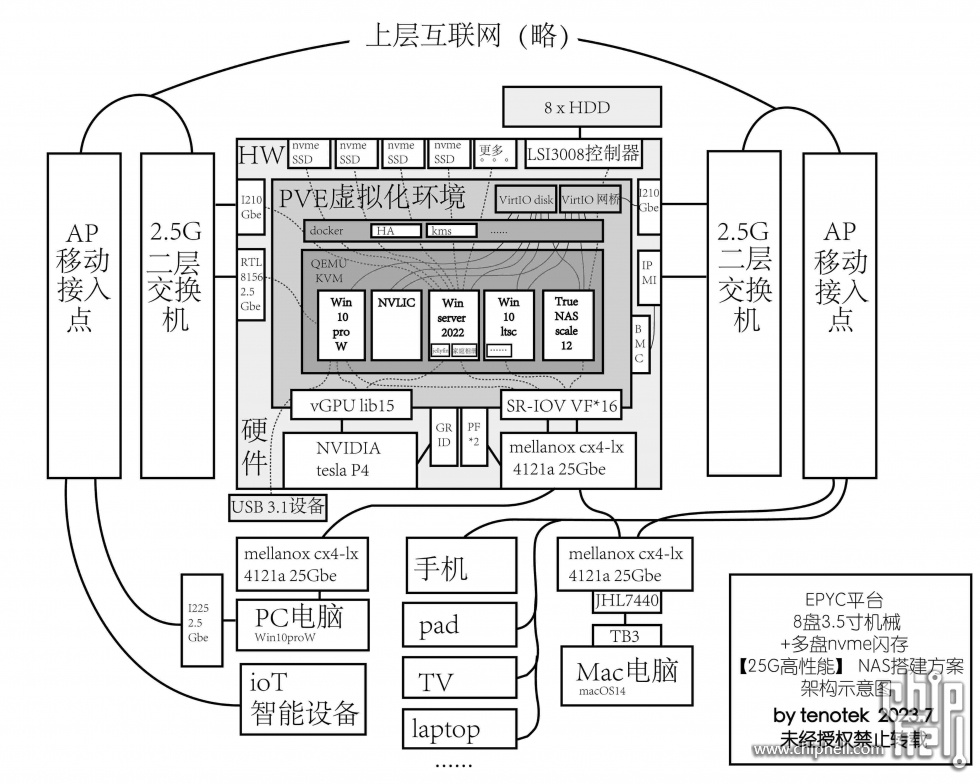 上层互联网（略）
8 x HDD
HW
nvme
SSD
nvme
SSD
nvme
SSD
nvme
SSD
更多
。。。
LSI3008控制器
AP
移动
接入
点
2.5G
二层
交换
机
I210
Gbe
RTL
8156
2.5
Gbe
PVE虚拟化环境
VirtIO disk
VirtIO 网桥
docker
HA
kms
......
QEMU
KVM
Win
10
pro
W
NVLIC
Win
server
2022
jellyfin
Win
10
ltsc
......
True
NAS
scale
12
I210
Gbe
IP
MI
B
M
C
2.5G
二层
交换
机
AP
移动
接入
点
vGPU lib15
SR-IOV VF*16
硬
件
NVIDIA
tesla P4
GR
ID
PF
*2
mellanox cx4-lx
4121a 25Gbe
USB 3.1设备
mellanox cx4-lx
4121a 25Gbe
I225
2.5
Gbe
PC电脑
Win10proW
ioT
智能设备
手机
pad
TV
laptop
......
mellanox cx4-lx
4121a 25Gbe
JHL7440
TB3
Mac电脑
macOS14
EPYC平台
8盘3.5寸机械
+多盘nvme闪存
【25G高性能】 NAS搭建方案
架构示意图
by tenotek 2023.7
未经授权禁止转载
chip
hell
www.chiphell.com